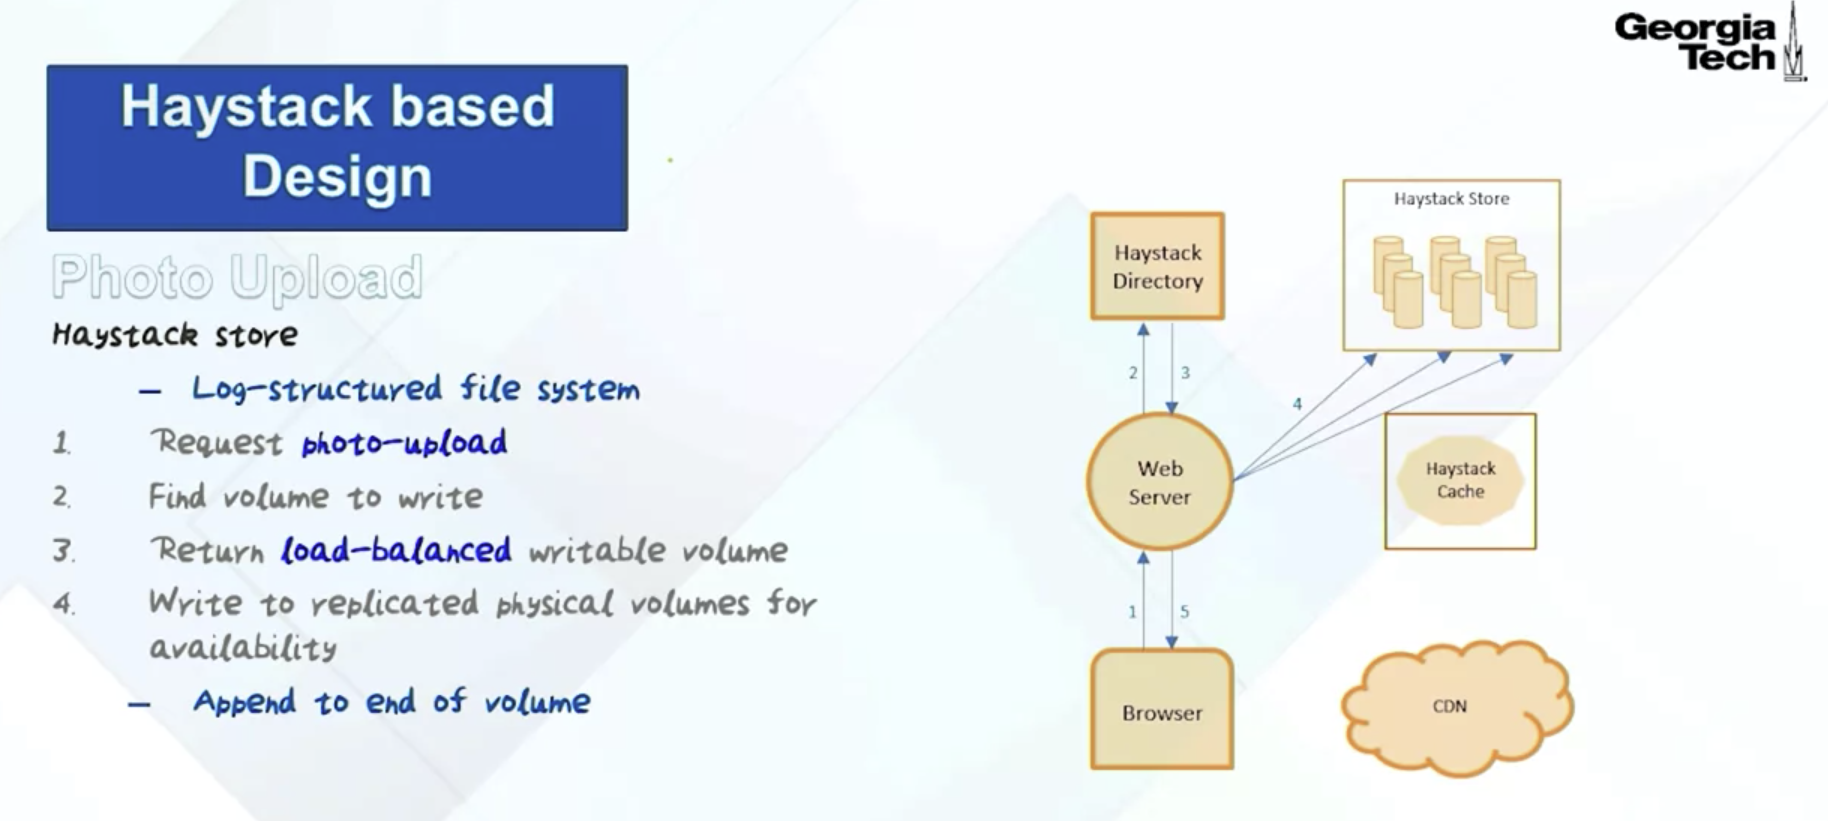 Georgia
Tech
Haystack based
Design
Photo Upload
Haystack store
– Log-structured file system
1. Request photo-upload
2. Find volume to write
3. Return load-balanced writable volume
4. Write to replicated physical volumes for
availability
– Append to end of volume
Haystack Store
Haystack
Directory
2
3
4
Web
Server
Haystack
Cache
1
5
Browser
CDN